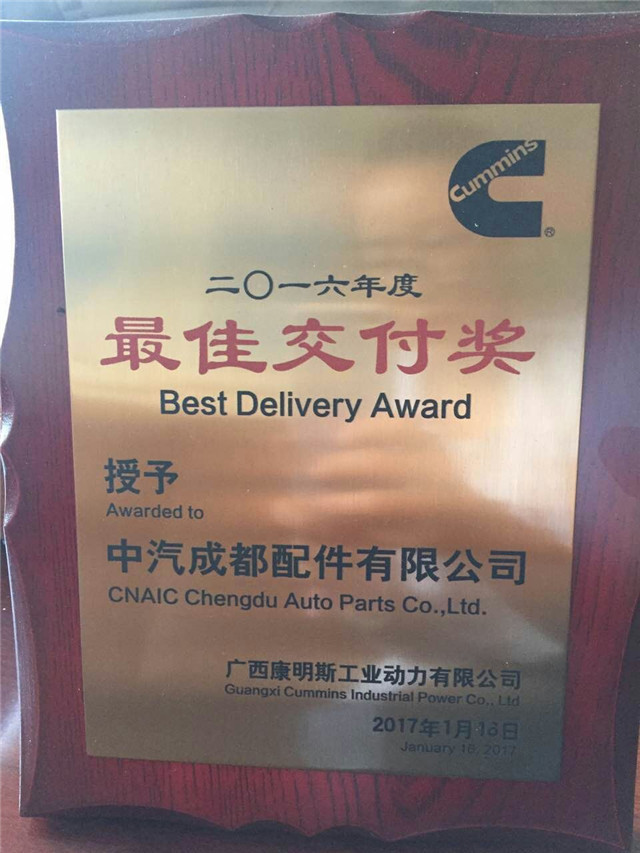 Cummins
®
二〇一六年度
最佳交付奖
Best Delivery Award
授予
Awarded to
中汽成都配件有限公司
CNAIC Chengdu Auto Parts Co.,Ltd.
广西康明斯工业动力有限公司
Guangxi Cummins Industrial Power Co., Ltd
2017年1月16日
January 16, 2017